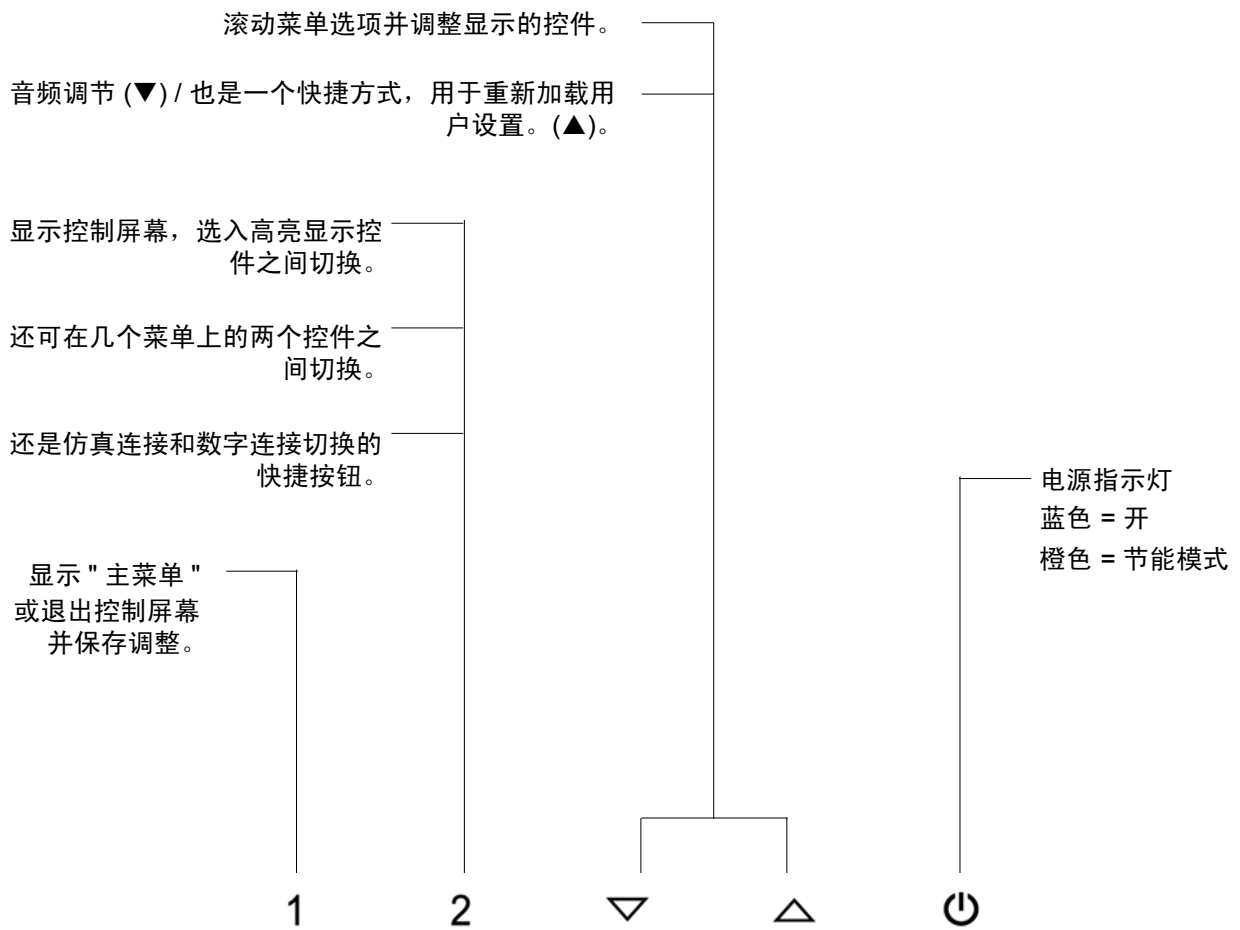 滚动菜单选项并调整显示的控件。
音频调节 (▼) / 也是一个快捷方式，用于重新加载用
户设置。(▲)。
显示控制屏幕，选入高亮显示控
件之间切换。
还可在几个菜单上的两个控件之
间切换。
还是仿真连接和数字连接切换的
快捷按钮。
电源指示灯
蓝色 = 开
橙色 = 节能模式
显示 " 主菜单 "
或退出控制屏幕
并保存调整。
1 2 ▽ △ ⏻